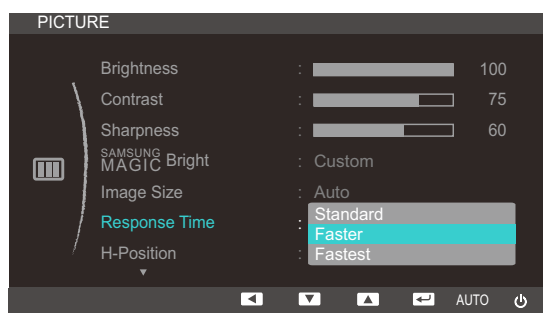 PICTURE
Brightness : 100
Contrast : 75
Sharpness : 60
SAMSUNG MAGIC Bright : Custom
Image Size : Auto
Response Time : Standard
Faster
H-Position : Fastest
AUTO